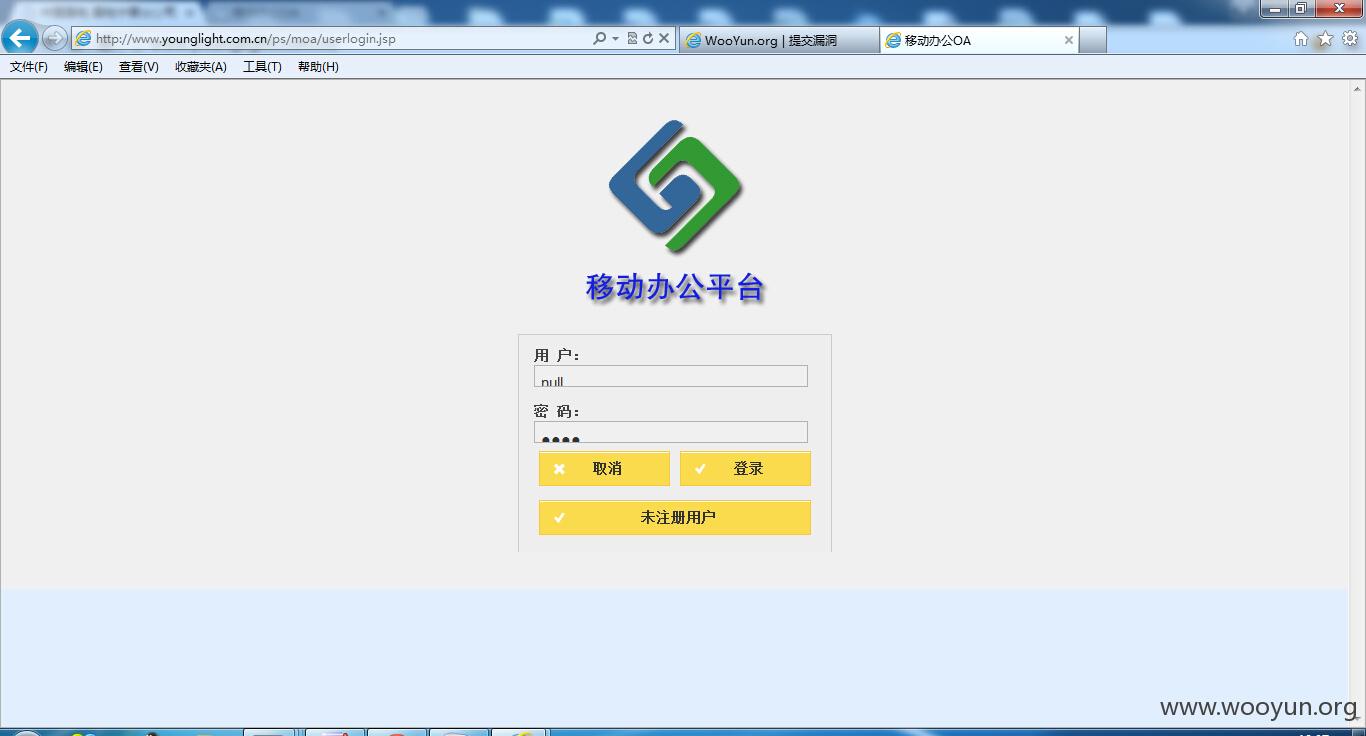 http://www.younglight.com.cn/ps/moa/userlogin.jsp
WooYun.org | 提交漏洞
移动办公OA
文件(F) 编辑(E) 查看(V) 收藏夹(A) 工具(T) 帮助(H)
移动办公平台
用 户：
null
密 码：
取消 登录
未注册用户
www.wooyun.org